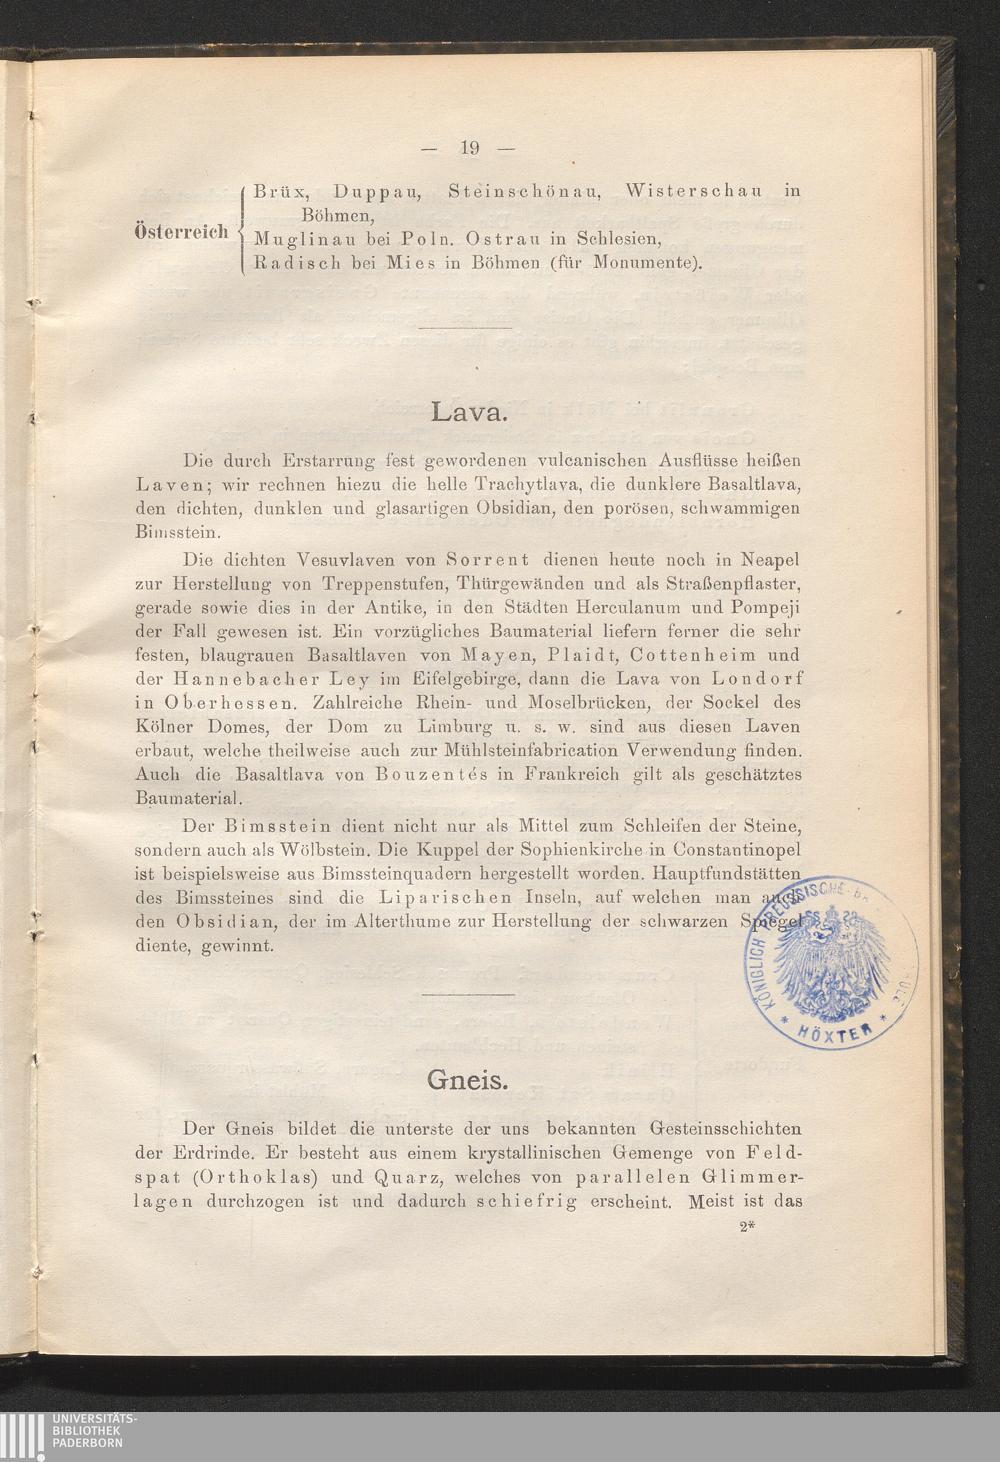 — 19 —
Österreich
Brüx, Duppau, Steinschönau, Wisterschau in
Böhmen,
Muglinau bei Poln. Ostrau in Schlesien,
Radisch bei Mies in Böhmen (für Monumente).
Lava.
Die durch Erstarrung fest gewordenen vulcanischen Ausflüsse heißen
Laven; wir rechnen hiezu die helle Trachytlava, die dunklere Basaltlava,
den dichten, dunklen und glasartigen Obsidian, den porösen, schwammigen
Bimsstein.
Die dichten Vesuvlaven von Sorrent dienen heute noch in Neapel
zur Herstellung von Treppenstufen, Thürgewänden und als Straßenpflaster,
gerade sowie dies in der Antike, in den Städten Herculanum und Pompeji
der Fall gewesen ist. Ein vorzügliches Baumaterial liefern ferner die sehr
festen, blaugrauen Basaltlaven von Mayen, Plaidt, Cottenheim und
der Hannebacher Ley im Eifelgebirge, dann die Lava von Londorf
in Oberhessen. Zahlreiche Rhein- und Moselbrücken, der Sockel des
Kölner Domes, der Dom zu Limburg u. s. w. sind aus diesen Laven
erbaut, welche theilweise auch zur Mühlsteinfabrication Verwendung finden.
Auch die Basaltlava von Bouzentés in Frankreich gilt als geschätztes
Baumaterial.
Der Bimsstein dient nicht nur als Mittel zum Schleifen der Steine,
sondern auch als Wölbstein. Die Kuppel der Sophienkirche in Constantinopel
ist beispielsweise aus Bimssteinquadern hergestellt worden. Hauptfundstätten
des Bimssteines sind die Liparischen Inseln, auf welchen man auch
den Obsidian, der im Alterthume zur Herstellung der schwarzen Spiegel
diente, gewinnt.
KÖNIGLICH PREUSSISCHE
HÖXTER
Gneis.
Der Gneis bildet die unterste der uns bekannten Gesteinsschichten
der Erdrinde. Er besteht aus einem krystallinischen Gemenge von Feld-
spat (Orthoklas) und Quarz, welches von parallelen Glimmer-
lagen durchzogen ist und dadurch schiefrig erscheint. Meist ist das
2*
UNIVERSITÄTS-
BIBLIOTHEK
PADERBORN